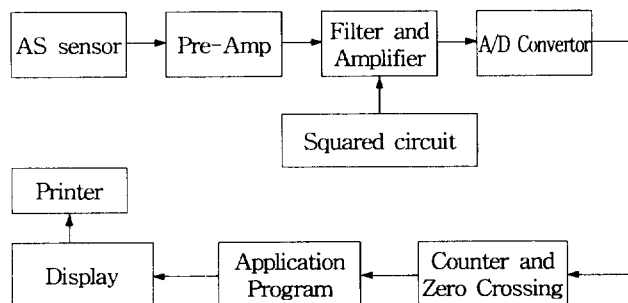 AS sensor
Pre-Amp
Filter and
Amplifier
A/D Convertor
Squared circuit
Printer
Display
Application
Program
Counter and
Zero Crossing